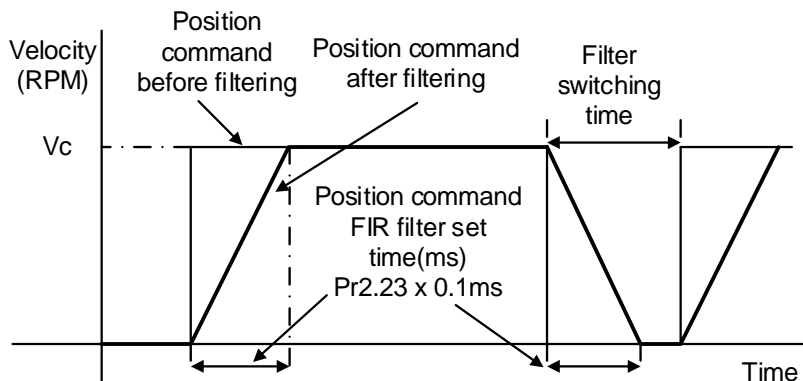 Velocity
(RPM)
Position
command
before filtering
Position command
after filtering
Filter
switching
time
Vc
Position command
FIR filter set
time(ms)
Pr2.23 x 0.1ms
Time